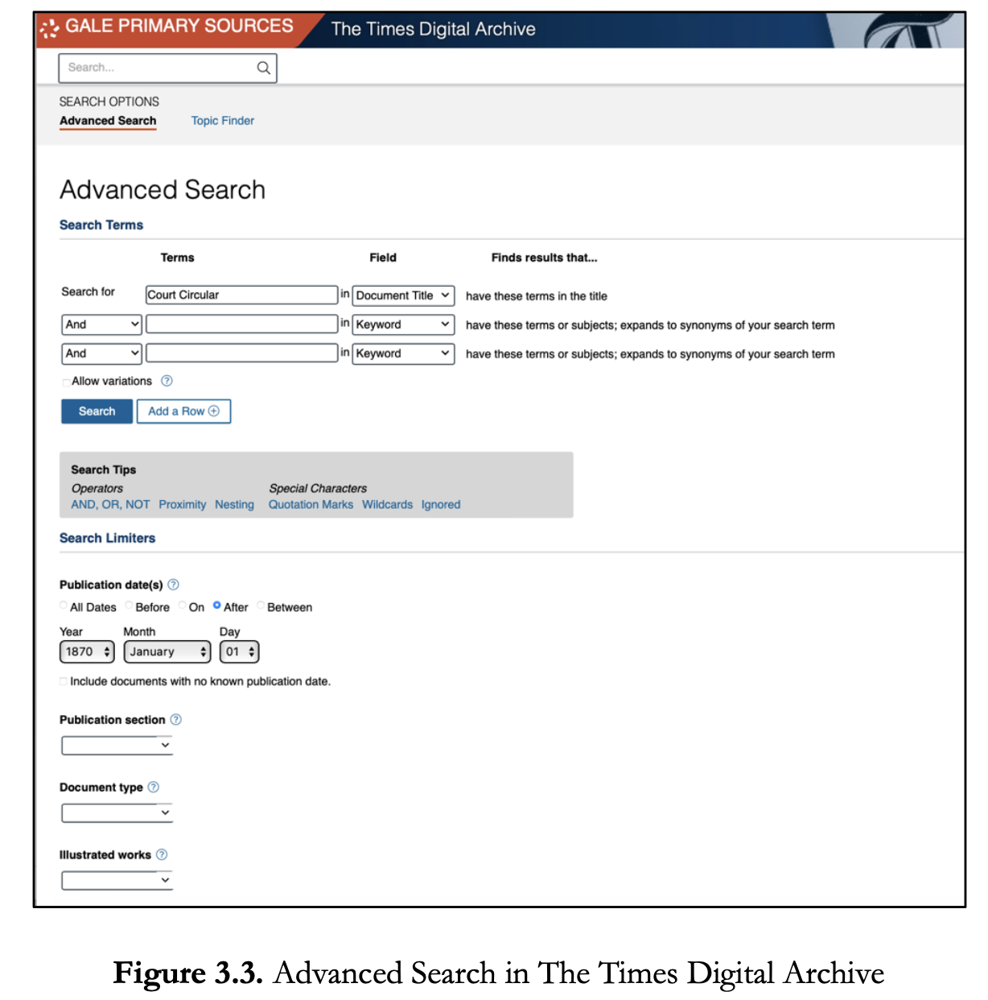 GALE PRIMARY SOURCES The Times Digital Archive
Search...
SEARCH OPTIONS
Advanced Search Topic Finder
Advanced Search
Search Terms
Terms Field Finds results that...
Search for Court Circular in Document Title have these terms in the title
And in Keyword have these terms or subjects; expands to synonyms of your search term
And in Keyword have these terms or subjects; expands to synonyms of your search term
Allow variations ?
Search Add a Row
Search Tips
Operators Special Characters
AND, OR, NOT Proximity Nesting Quotation Marks Wildcards Ignored
Search Limiters
Publication date(s) ?
All Dates Before On After Between
Year Month Day
1870 January 01
Include documents with no known publication date.
Publication section ?
Document type ?
Illustrated works ?
Figure 3.3. Advanced Search in The Times Digital Archive